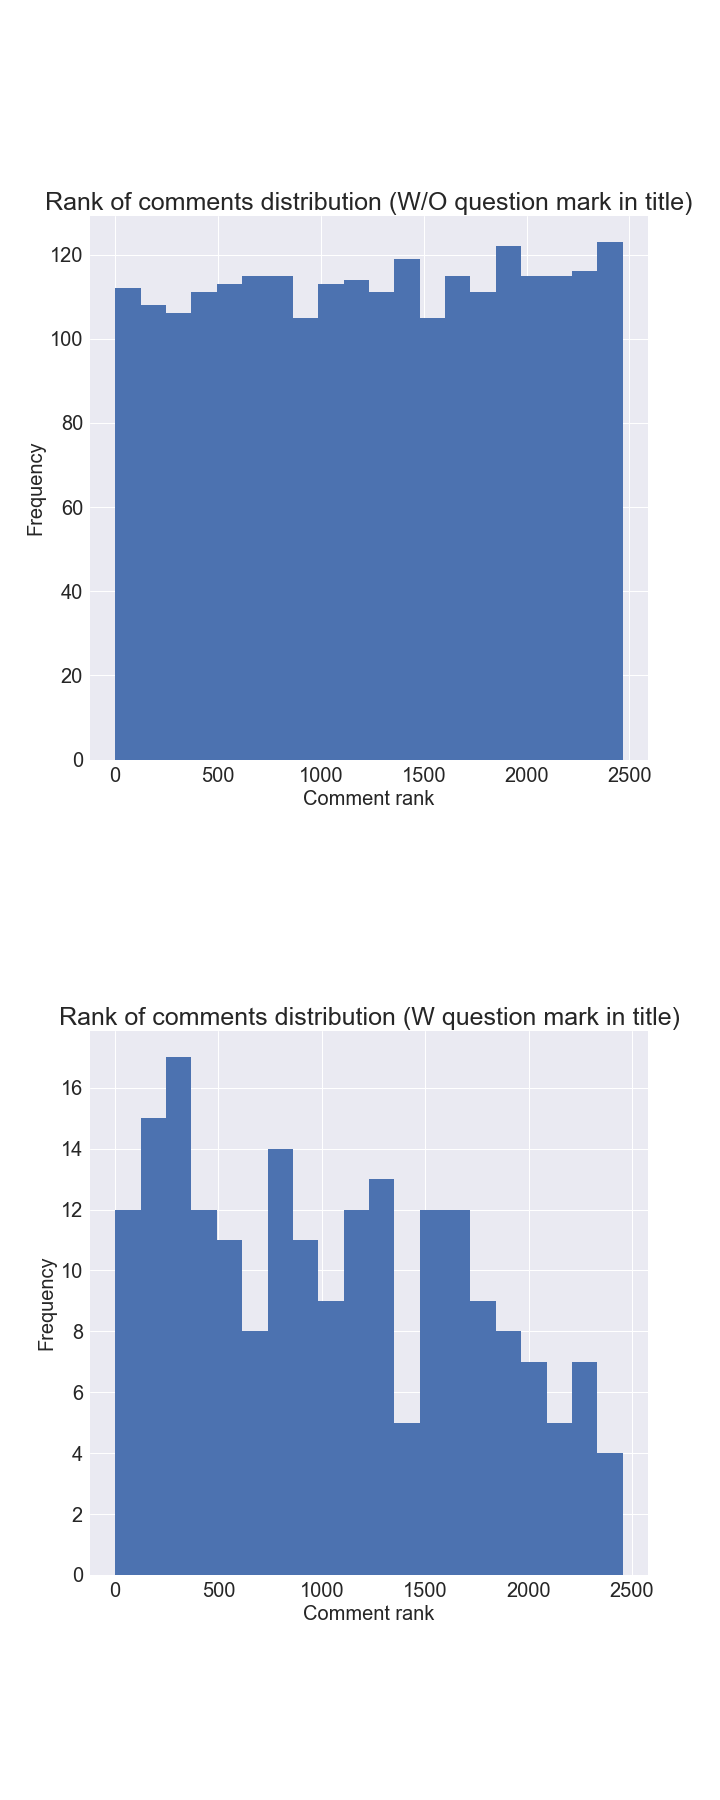 Rank of comments distribution (W/O question mark in title)
120
100
80
60
40
20
0
Frequency
0 500 1000 1500 2000 2500
Comment rank
Rank of comments distribution (W question mark in title)
16
14
12
10
8
6
4
2
0
Frequency
0 500 1000 1500 2000 2500
Comment rank